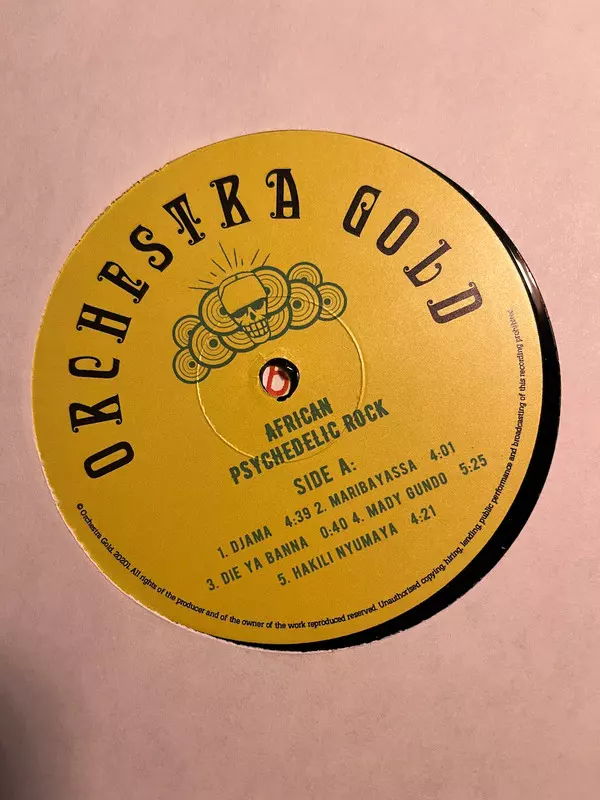 ORCHESTRA GOLD
AFRICAN
PSYCHEDELIC ROCK
SIDE A:
1. DJAMA 4:39 2. MARIBAYASSA 4:01
3. DIE YA BANNA 0:40 4. MADY GUNDO 5:25
5. HAKILI NYUMAYA 4:21
© Orchestra Gold, 2020. All rights of the producer and of the owner of the work reproduced reserved. Unauthorised copying, hiring, lending, public performance and broadcasting of this recording prohibited.